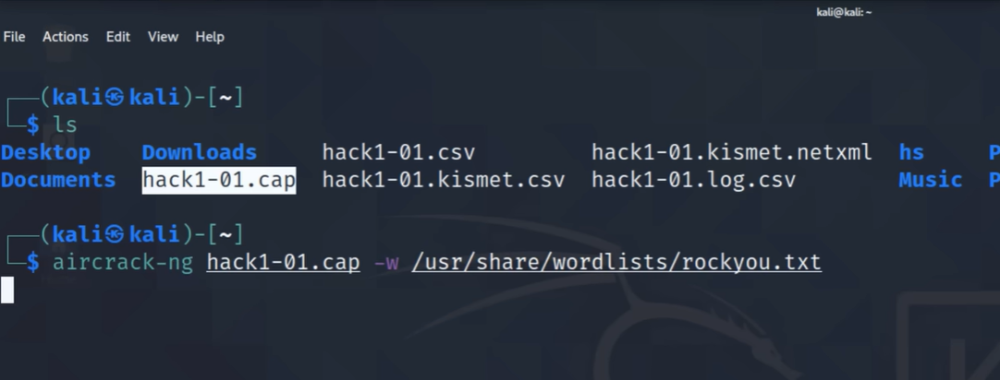 kali@kali: ~
File Actions Edit View Help
┌──(kali㉿kali)-[~]
└─$ ls
Desktop Downloads hack1-01.csv hack1-01.kismet.netxml hs P
Documents hack1-01.cap hack1-01.kismet.csv hack1-01.log.csv Music P
┌──(kali㉿kali)-[~]
└─$ aircrack-ng hack1-01.cap -w /usr/share/wordlists/rockyou.txt